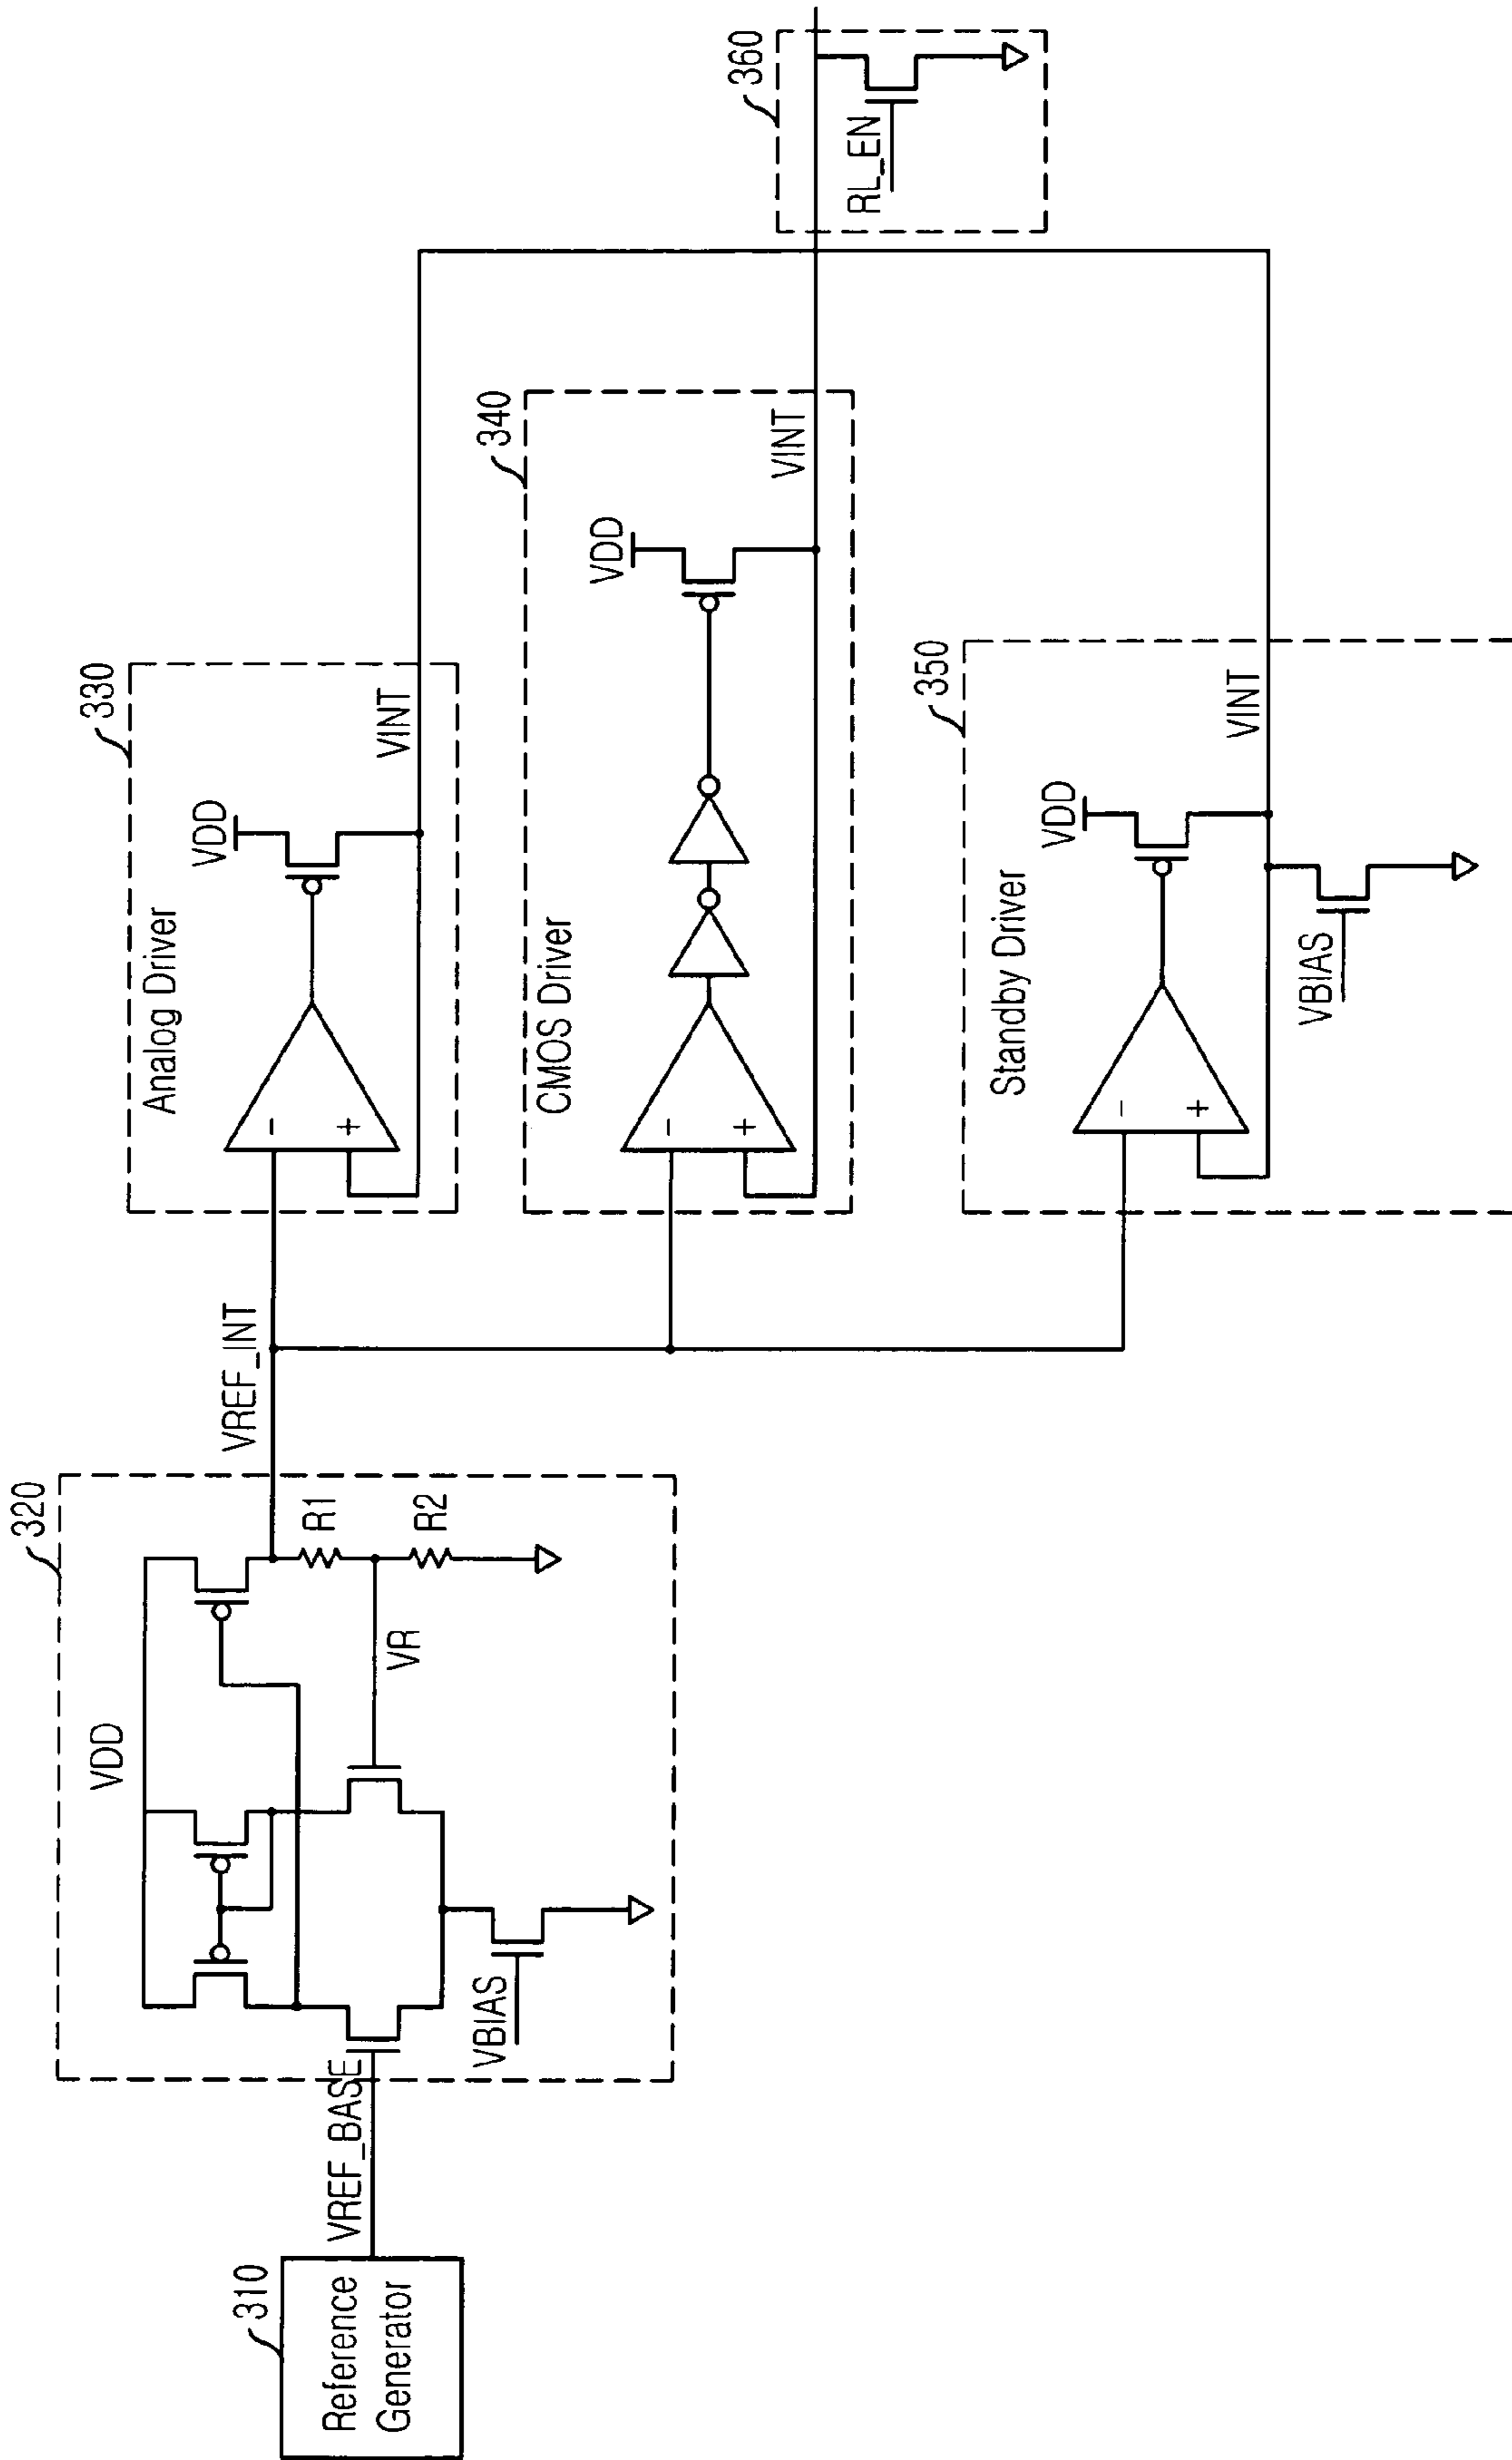 310
Reference
Generator
VREF_BASE
320
VDD
VBIAS
VR
R1
R2
VREF_INT
330
Analog Driver
VDD
VINT
340
CMOS Driver
VDD
VINT
350
Standby Driver
VDD
VINT
VBIAS
360
RL_EN
-
+
-
+
-
+